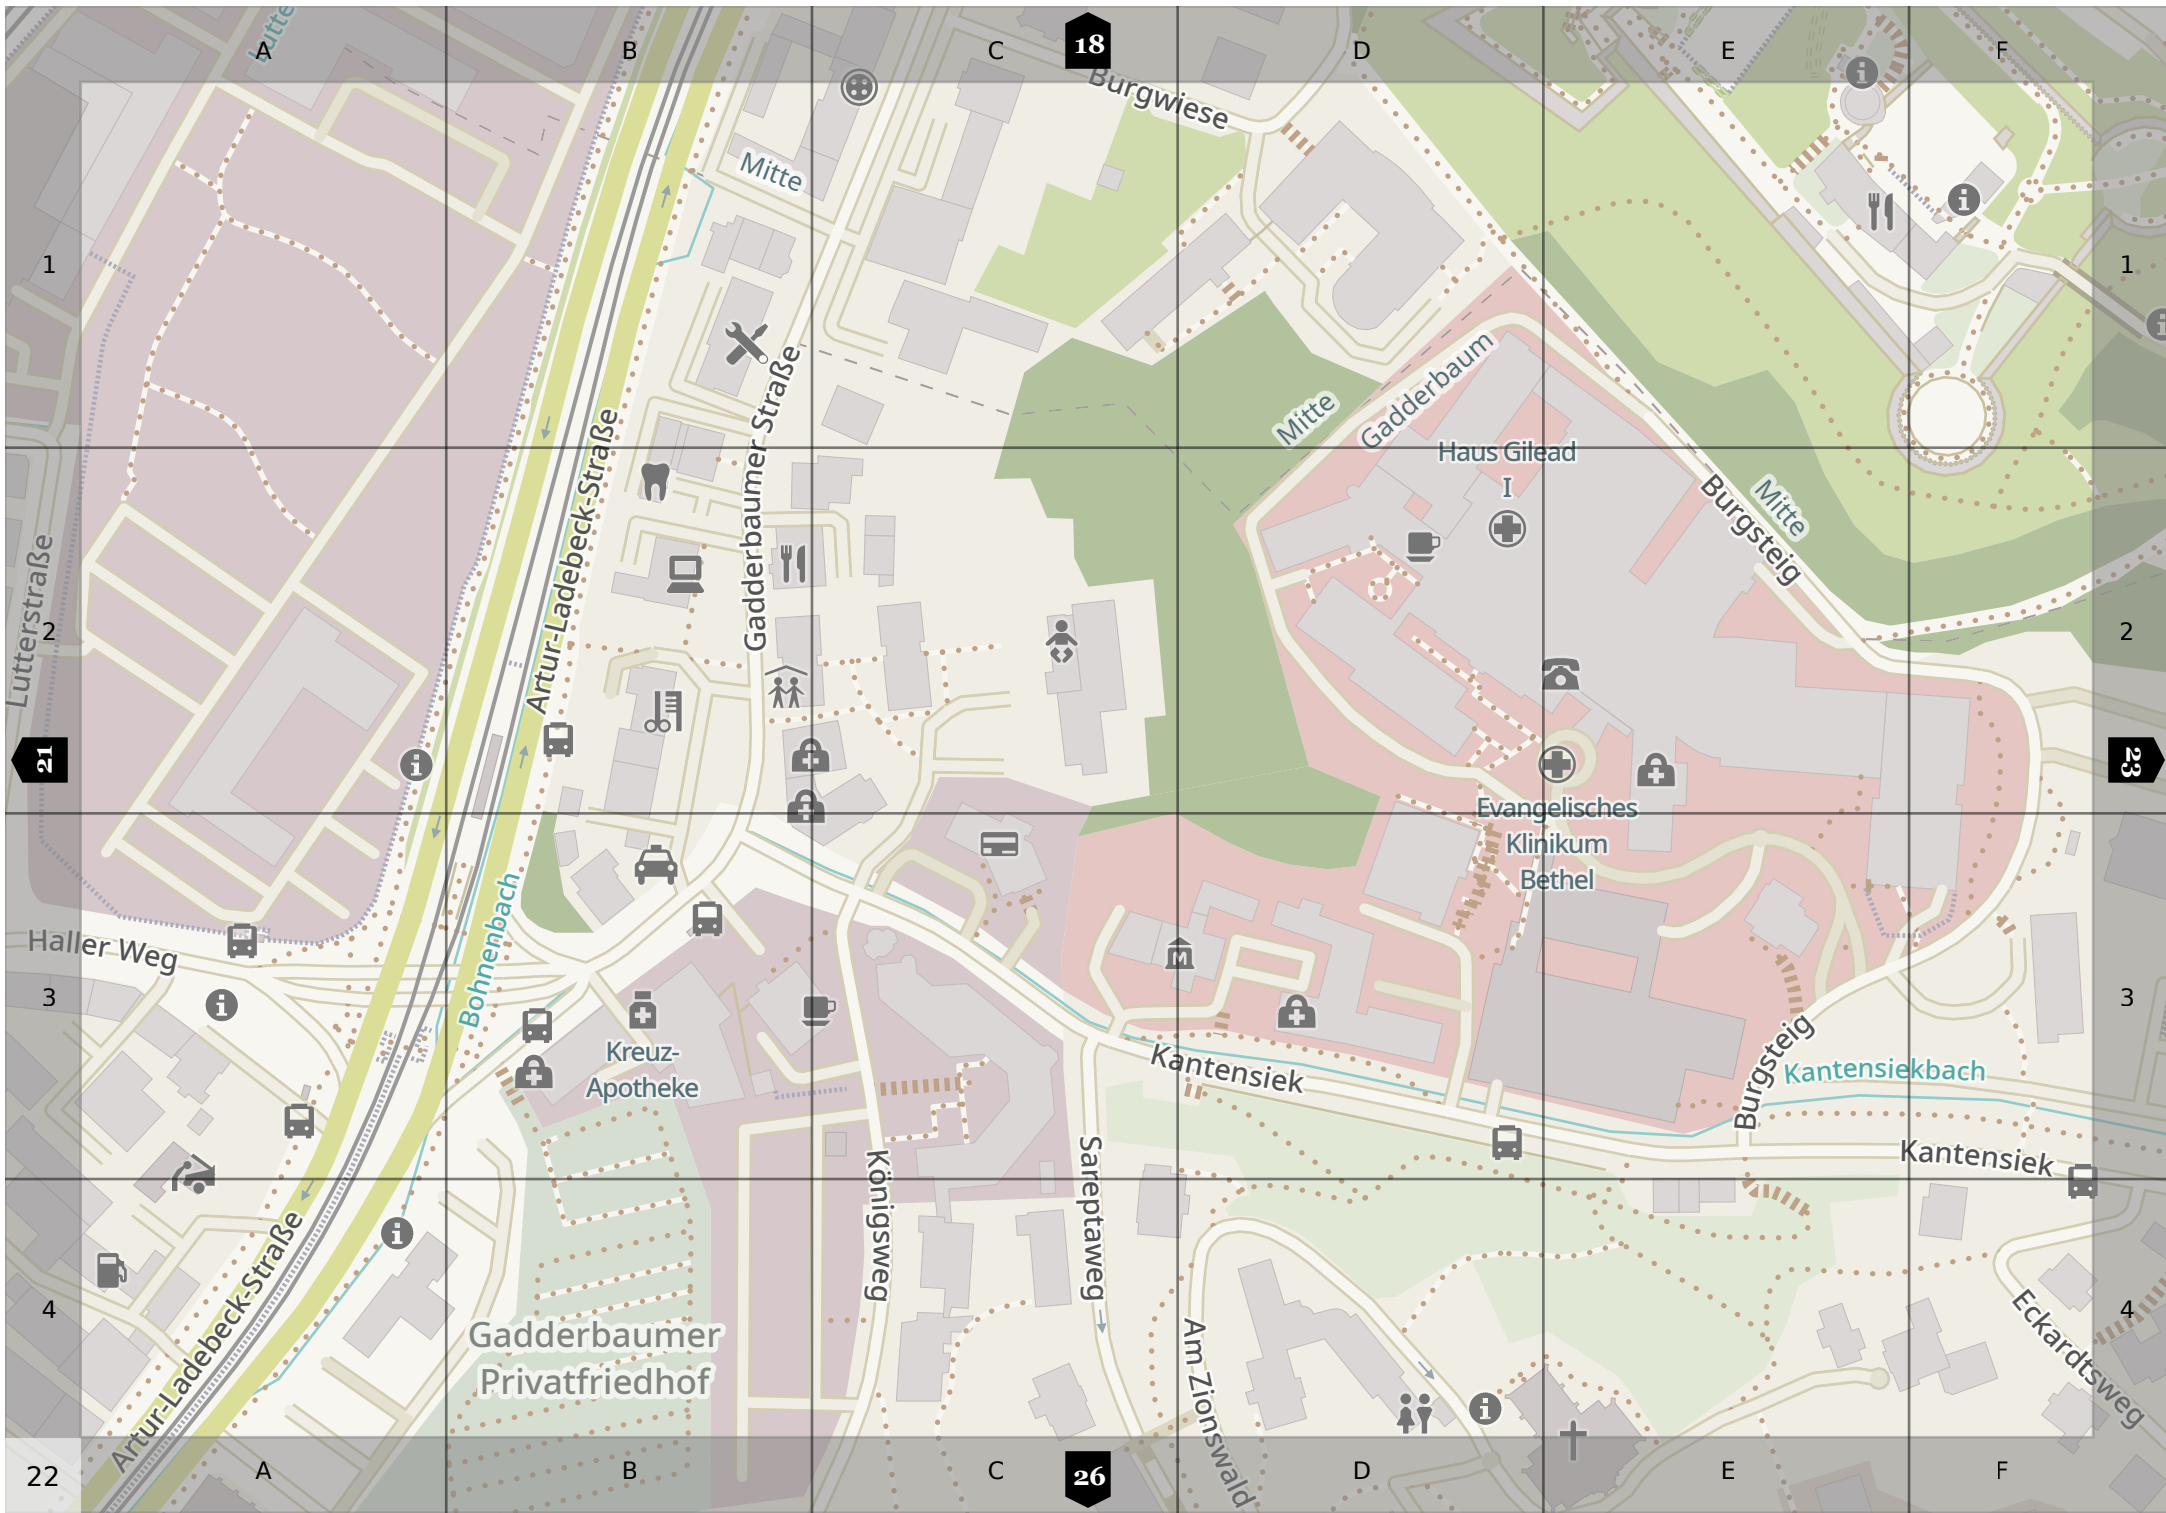 A
B
C
18
D
E
F
Lutte
Burgwiese
Mitte
1
1
Gadderbaum
Mitte
Haus Gilead
I
Mitte
Burgsteig
Artur-Ladebeck-Straße
Gadderbaumer Straße
Lutterstraße
2
2
21
23
Evangelisches
Klinikum
Bethel
Bohnenbach
Haller Weg
M
3
3
Kreuz-
Apotheke
Kantensiek
Burgsteig
Kantensiekbach
Kantensiek
Königsweg
Sareptaweg
Artur-Ladebeck-Straße
4
4
Gadderbaumer
Privatfriedhof
Am Zionswald
Eckardtsweg
22
A
B
C
26
D
E
F